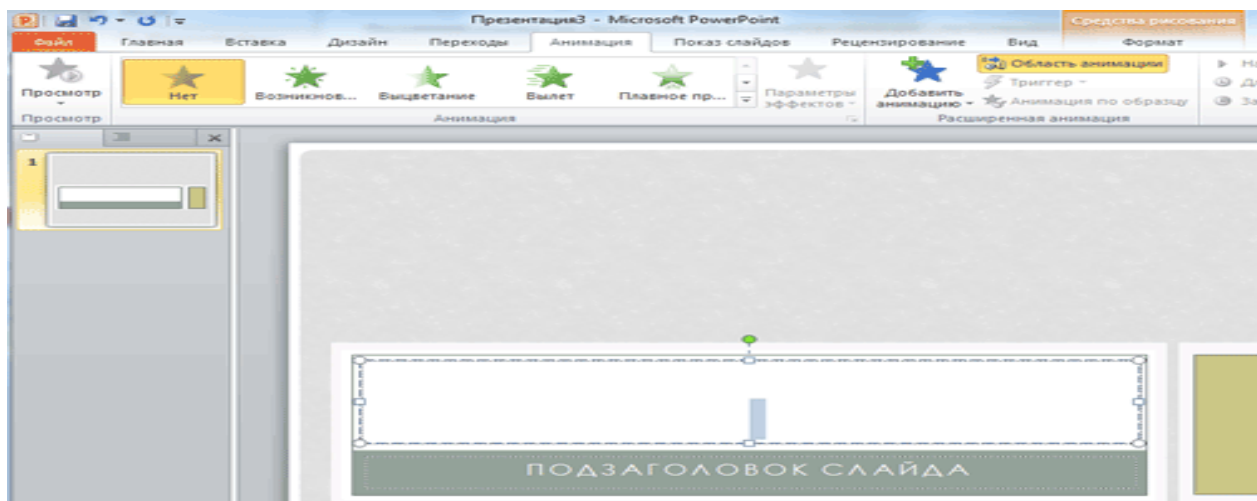 Презентация3 - Microsoft PowerPoint
Средства рисования
Файл Главная Вставка Дизайн Переходы Анимация Показ слайдов Рецензирование Вид Формат
Просмотр Нет Возникнов... Выцветание Вылет Плавное пр... Параметры эффектов Добавить анимацию Область анимации
Триггер
Анимация по образцу
Просмотр Анимация Расширенная анимация
1
ПОДЗАГОЛОВОК СЛАЙДА